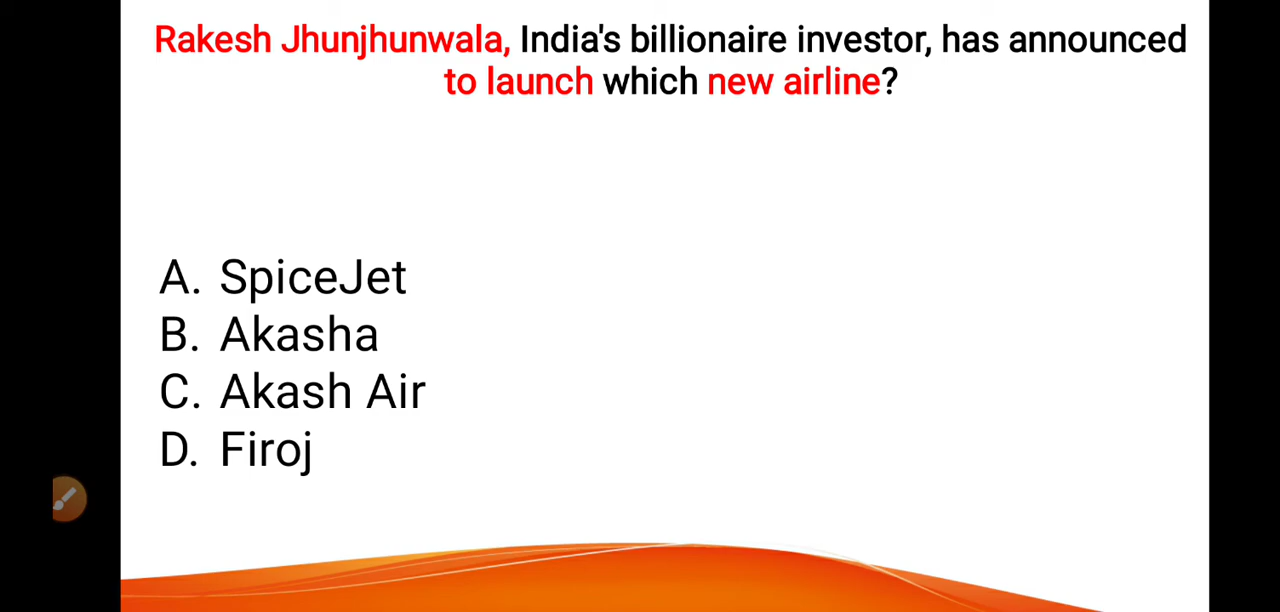 Rakesh Jhunjhunwala, India's billionaire investor, has announced
to launch which new airline?
A. SpiceJet
B. Akasha
C. Akash Air
D. Firoj